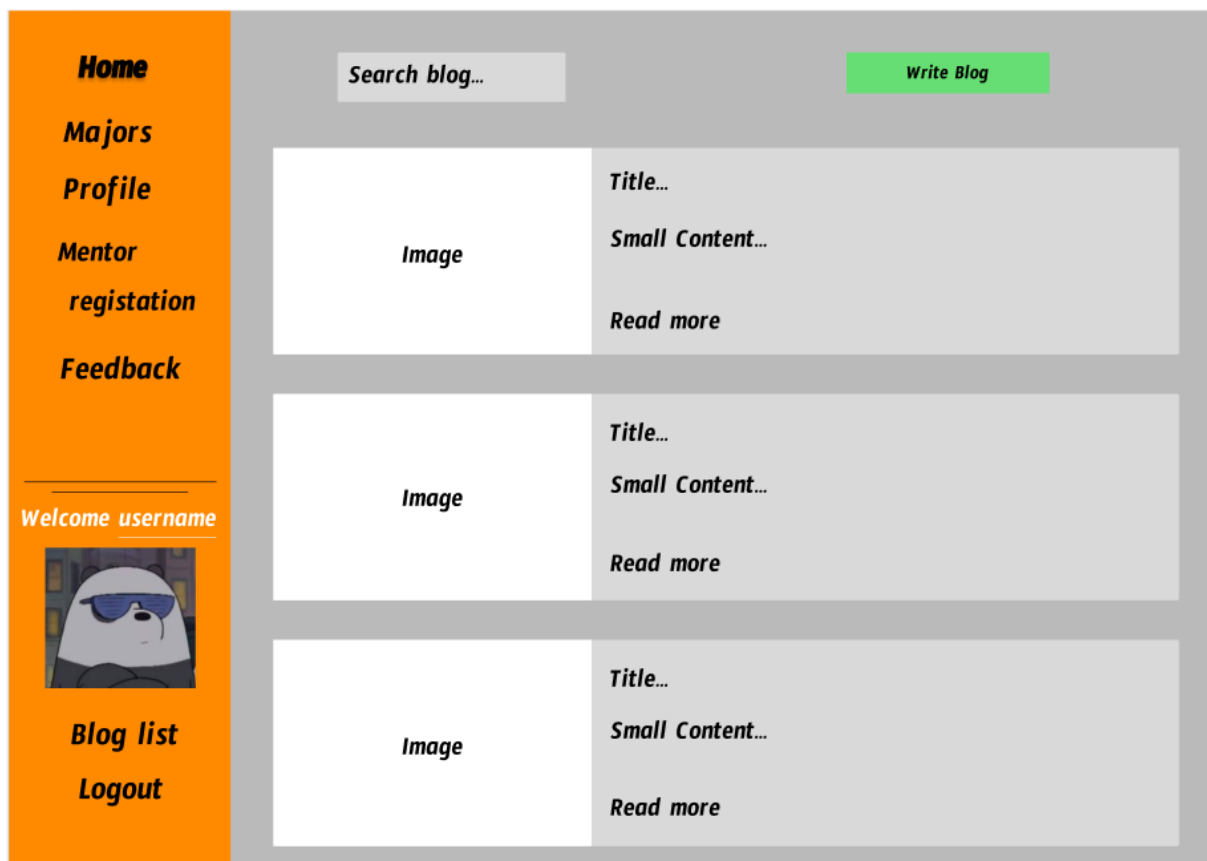 Home
Majors
Profile
Mentor
registation
Feedback
Welcome username
Blog list
Logout
Search blog...
Write Blog
Image
Title...
Small Content...
Read more
Image
Title...
Small Content...
Read more
Image
Title...
Small Content...
Read more